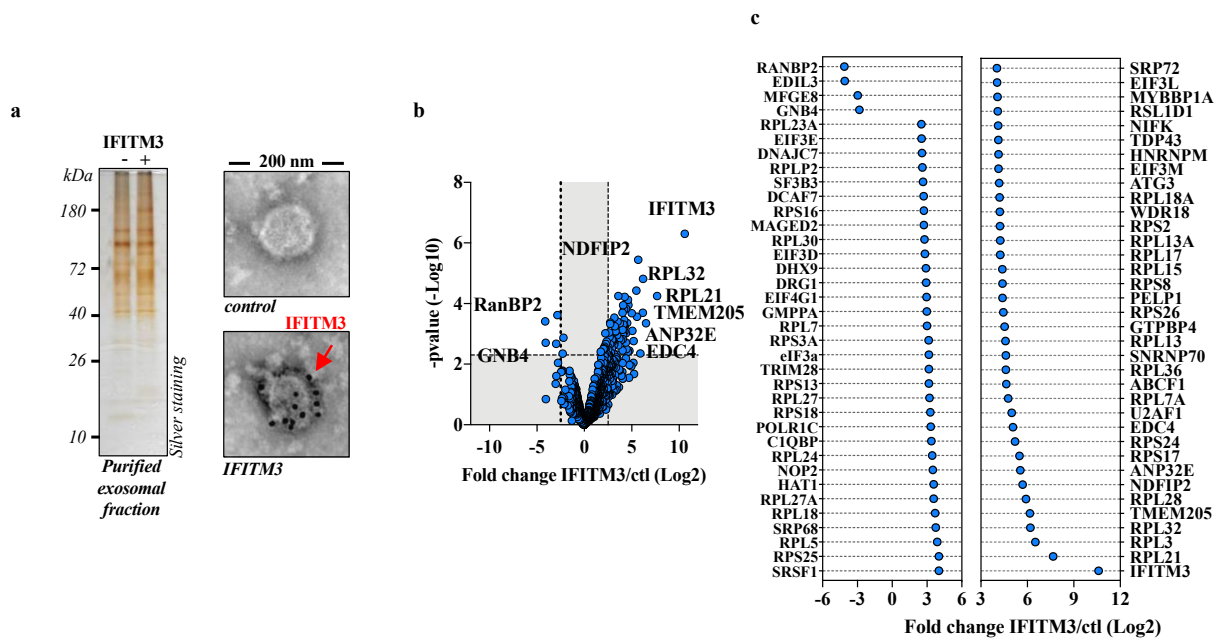 a
IFITM3
- +
kDa
180
72
40
26
10
Silver staining
Purified
exosomal
fraction
200 nm
control
IFITM3
IFITM3
b
8
6
4
2
0
-pvalue (-Log10)
IFITM3
NDFIP2
RPL32
RPL21
RanBP2
TMEM205
ANP32E
GNB4
EDC4
-10 -5 0 5 10
Fold change IFITM3/ctl (Log2)
c
RANBP2
EDIL3
MFGE8
GNB4
RPL23A
EIF3E
DNAJC7
RPLP2
SF3B3
DCAF7
RPS16
MAGED2
RPL30
EIF3D
DHX9
DRG1
EIF4G1
GMPPA
RPL7
RPS3A
eIF3a
TRIM28
RPS13
RPL27
RPS18
POLR1C
C1QBP
RPL24
NOP2
HAT1
RPL27A
RPL18
SRP68
RPL5
RPS25
SRSF1
-6 -3 0 3 6
SRP72
EIF3L
MYBBP1A
RSL1D1
NIFK
TDP43
HNRNPM
EIF3M
ATG3
RPL18A
WDR18
RPS2
RPL13A
RPL17
RPL15
RPS8
PELP1
RPS26
GTPBP4
RPL13
SNRNP70
RPL36
ABCF1
RPL7A
U2AF1
EDC4
RPS24
RPS17
ANP32E
NDFIP2
RPL28
TMEM205
RPL32
RPL3
RPL21
IFITM3
3 6 9 12
Fold change IFITM3/ctl (Log2)